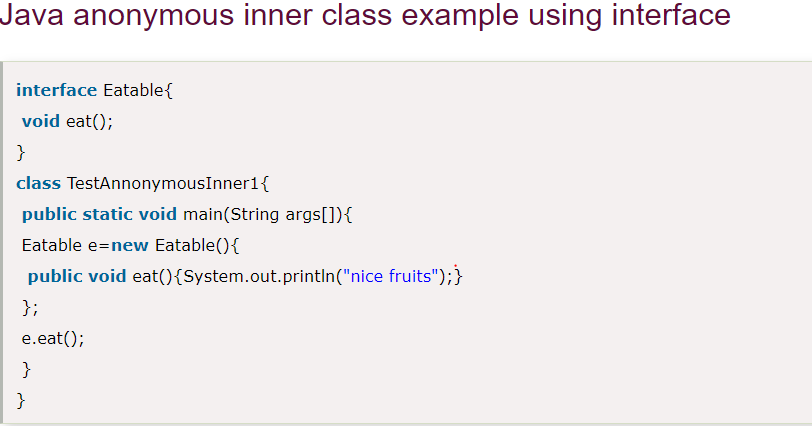 Java anonymous inner class example using interface
interface Eatable{
void eat();
}
class TestAnnonymousInner1{
public static void main(String args[]){
Eatable e=new Eatable(){
public void eat(){System.out.println("nice fruits");}
};
e.eat();
}
}